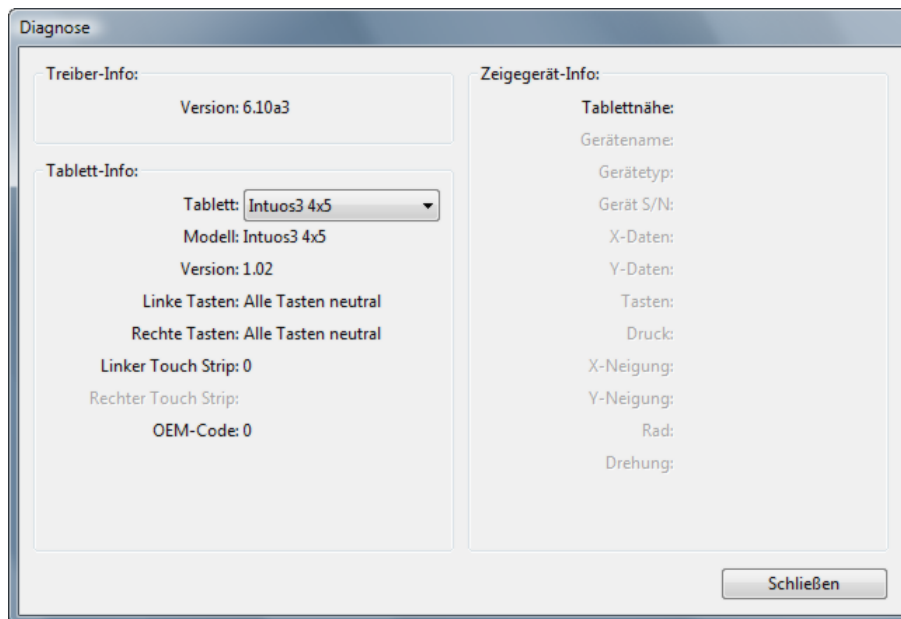 Diagnose
Treiber-Info:
Version: 6.10a3
Tablett-Info:
Tablett: Intuos3 4x5
Modell: Intuos3 4x5
Version: 1.02
Linke Tasten: Alle Tasten neutral
Rechte Tasten: Alle Tasten neutral
Linker Touch Strip: 0
Rechter Touch Strip:
OEM-Code: 0
Zeigegerät-Info:
Tablettnähe:
Gerätename:
Gerätetyp:
Gerät S/N:
X-Daten:
Y-Daten:
Tasten:
Druck:
X-Neigung:
Y-Neigung:
Rad:
Drehung:
Schließen